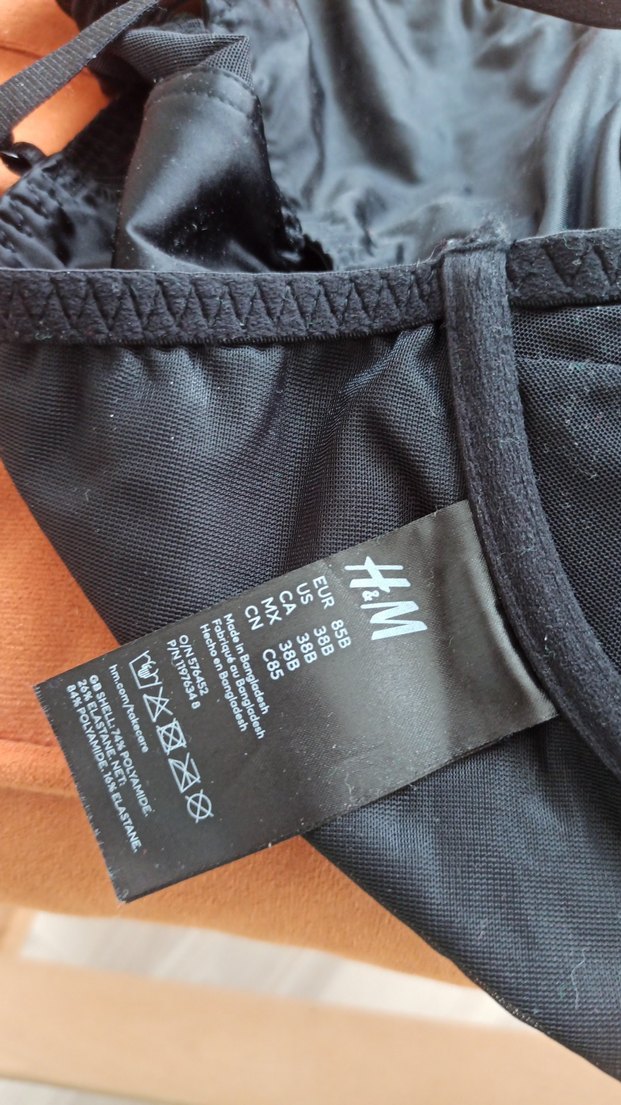 H&M
EUR 85B
US 38B
CA 38B
MX 38B
CN C85
Made in Bangladesh
Fabriqué au Bangladesh
Hecho en Bangladesh
O/N 576452
P/N 1197634 8
hm.com/takecare
GB SHELL: 74% POLYAMIDE,
26% ELASTANE, NET:
84% POLYAMIDE, 16% ELASTANE.